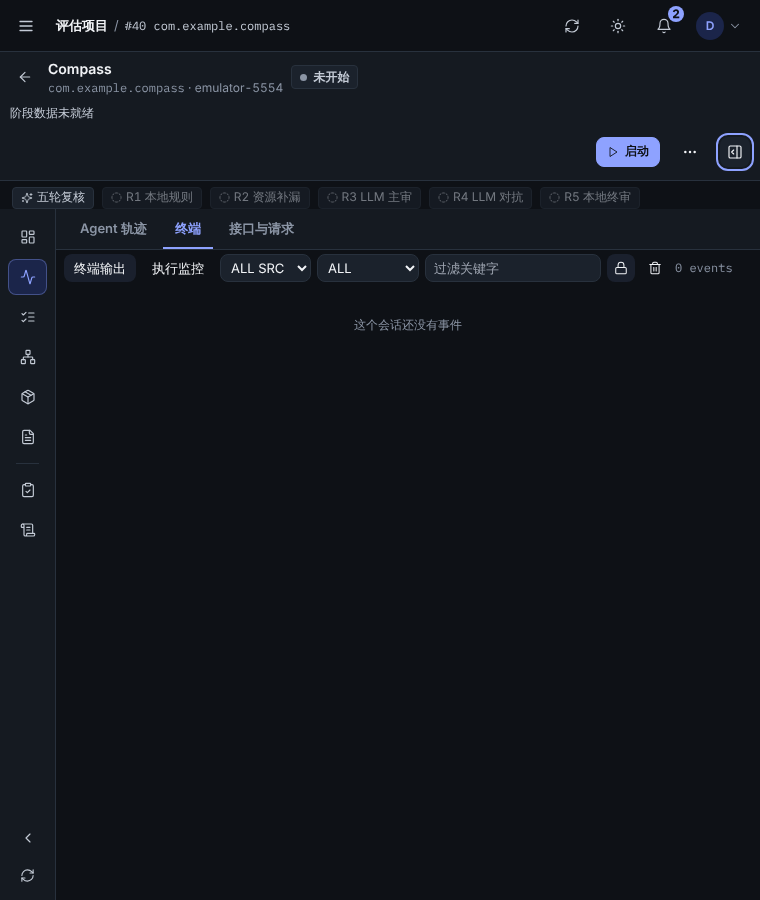 评估项目 / #40 com.example.compass
2
D
Compass
com.example.compass · emulator-5554
未开始
阶段数据未就绪
启动
五轮复核
R1 本地规则
R2 资源补漏
R3 LLM 主审
R4 LLM 对抗
R5 本地终审
Agent 轨迹
终端
接口与请求
终端输出
执行监控
ALL SRC
ALL
过滤关键字
0 events
这个会话还没有事件